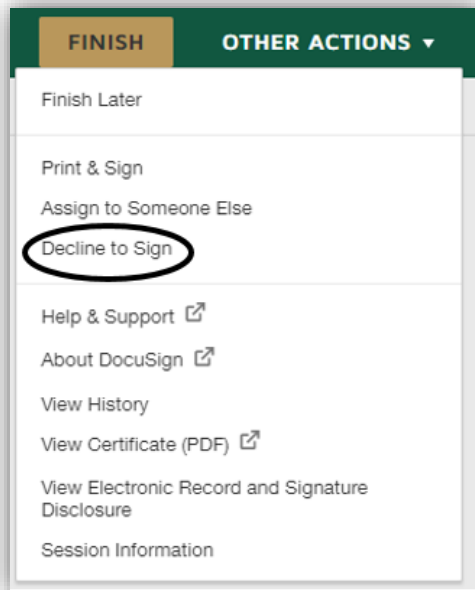 FINISH OTHER ACTIONS ▼
Finish Later
Print & Sign
Assign to Someone Else
Decline to Sign
Help & Support
About DocuSign
View History
View Certificate (PDF)
View Electronic Record and Signature
Disclosure
Session Information